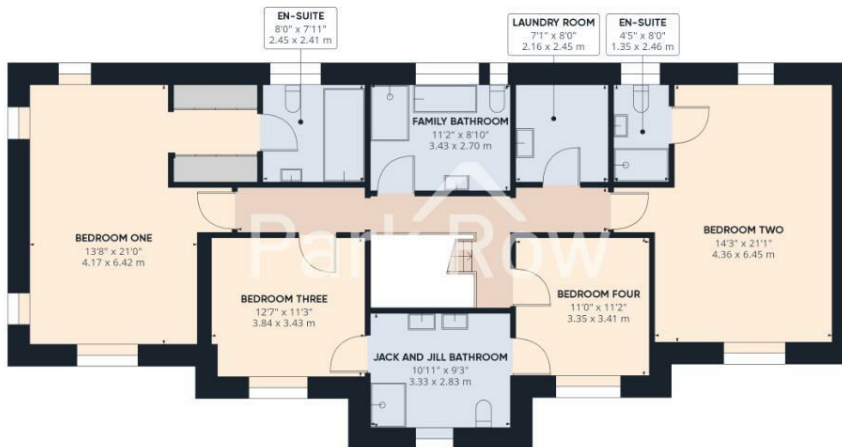 EN-SUITE
8'0" x 7'11"
2.45 x 2.41 m
LAUNDRY ROOM
7'1" x 8'0"
2.16 x 2.45 m
EN-SUITE
4'5" x 8'0"
1.35 x 2.46 m
FAMILY BATHROOM
11'2" x 8'10"
3.43 x 2.70 m
BEDROOM ONE
13'8" x 21'0"
4.17 x 6.42 m
BEDROOM TWO
14'3" x 21'1"
4.36 x 6.45 m
Park Row
BEDROOM THREE
12'7" x 11'3"
3.84 x 3.43 m
BEDROOM FOUR
11'0" x 11'2"
3.35 x 3.41 m
JACK AND JILL BATHROOM
10'11" x 9'3"
3.33 x 2.83 m